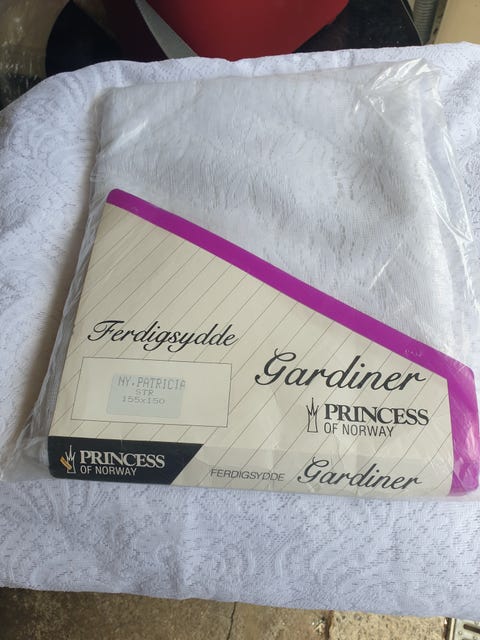 Ferdigsydde
NY.PATRICIA
STR
155x150
Gardiner
PRINCESS
OF NORWAY
PRINCESS
OF NORWAY
FERDIGSYDDE Gardiner